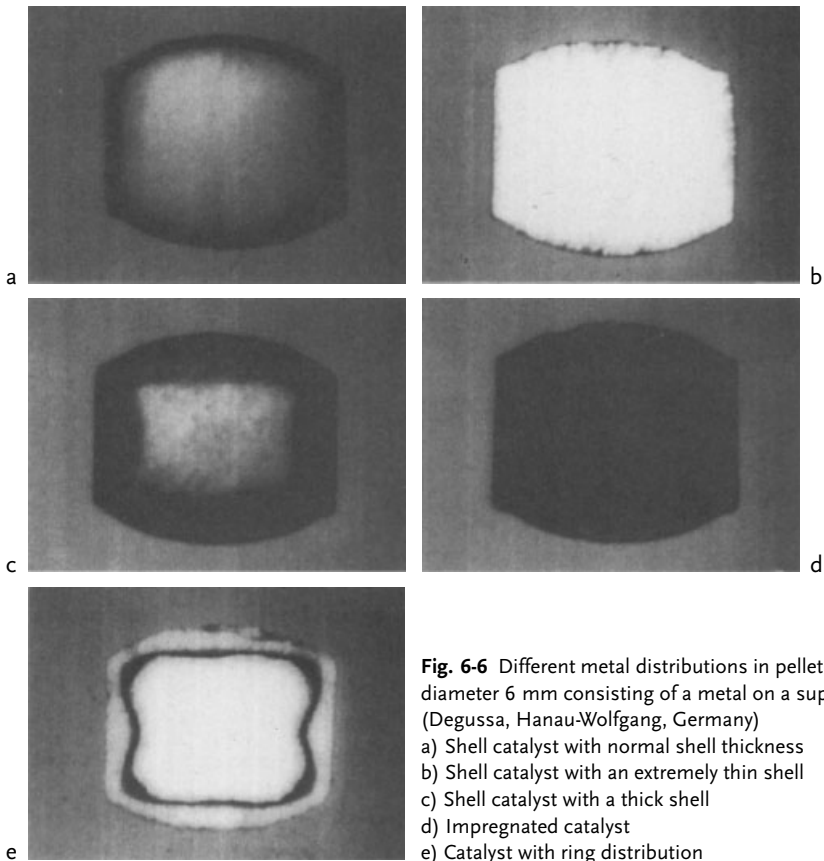 a
b
c
d
e
Fig. 6-6 Different metal distributions in pellet
diameter 6 mm consisting of a metal on a
(Degussa, Hanau-Wolfgang, Germany)
a) Shell catalyst with normal shell thickness
b) Shell catalyst with an extremely thin shell
c) Shell catalyst with a thick shell
d) Impregnated catalyst
e) Catalyst with ring distribution